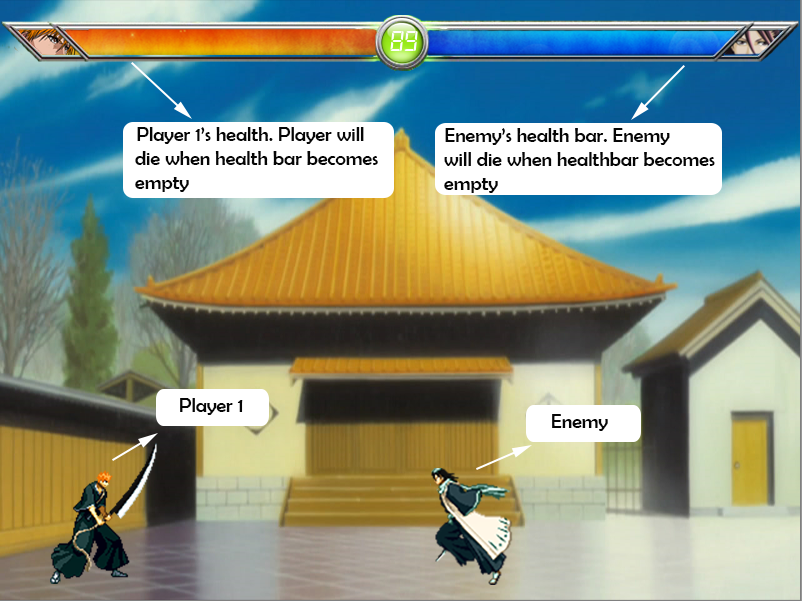 89
Player 1's health. Player will
die when health bar becomes
empty
Enemy's health bar. Enemy
will die when healthbar becomes
empty
Player 1
Enemy